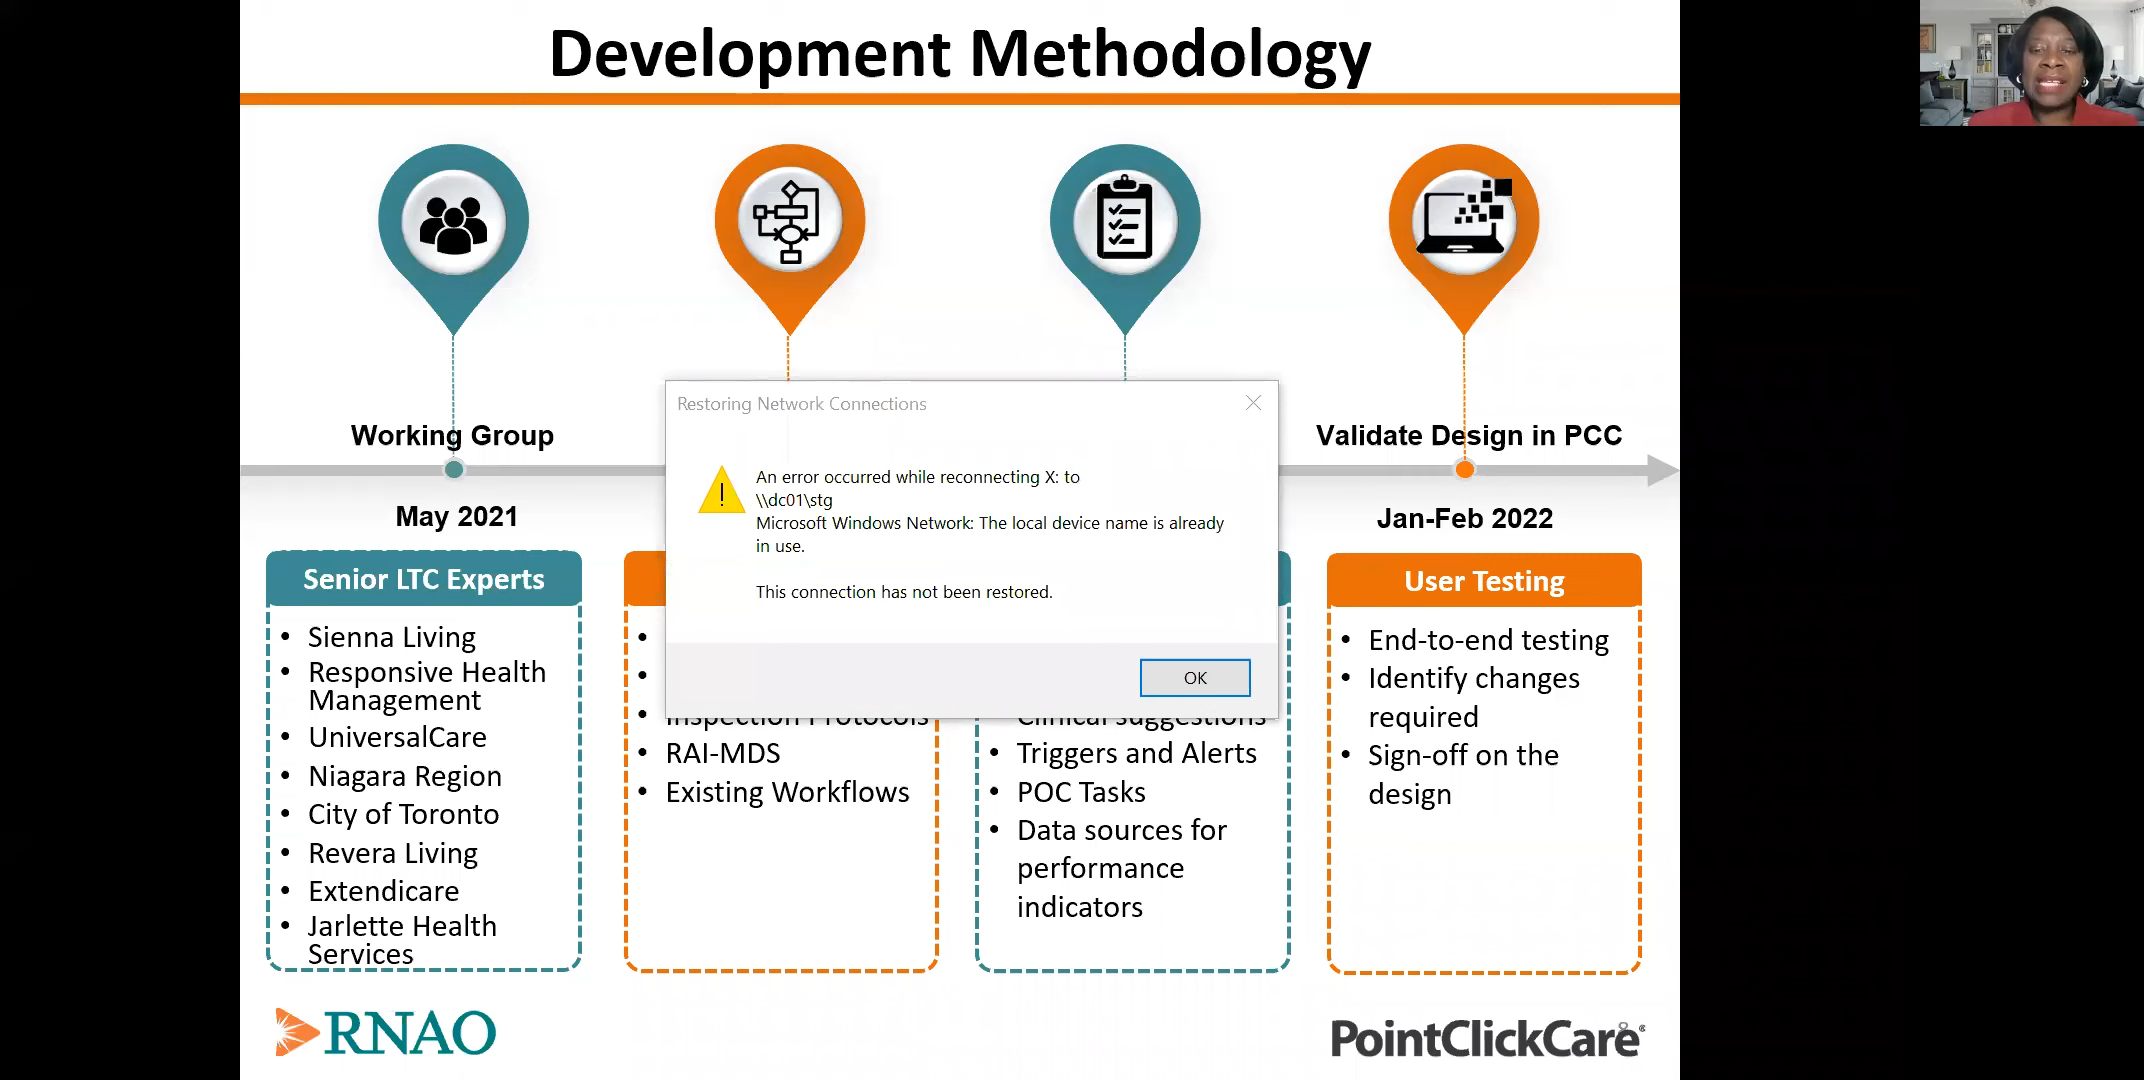 Development Methodology
Working Group
May 2021
Senior LTC Experts
• Sienna Living
• Responsive Health
Management
• UniversalCare
• Niagara Region
• City of Toronto
• Revera Living
• Extendicare
• Jarlette Health
Services
Restoring Network Connections
An error occurred while reconnecting X: to
\\dc01\stg
Microsoft Windows Network: The local device name is already
in use.
This connection has not been restored.
OK
• Inspection Protocols
• RAI-MDS
• Existing Workflows
Clinical suggestions
• Triggers and Alerts
• POC Tasks
• Data sources for
performance
indicators
Validate Design in PCC
Jan-Feb 2022
User Testing
• End-to-end testing
• Identify changes
required
• Sign-off on the
design
RNAO
PointClickCare